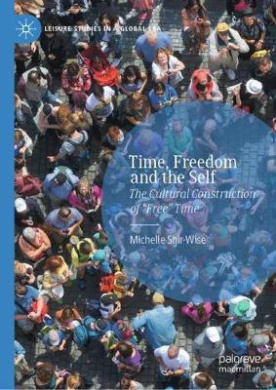 LEISURE STUDIES IN A GLOBAL ERA
Time, Freedom
and the Self
The Cultural Construction
of "Free" Time
Michelle Shir-Wise
palgrave
macmillan